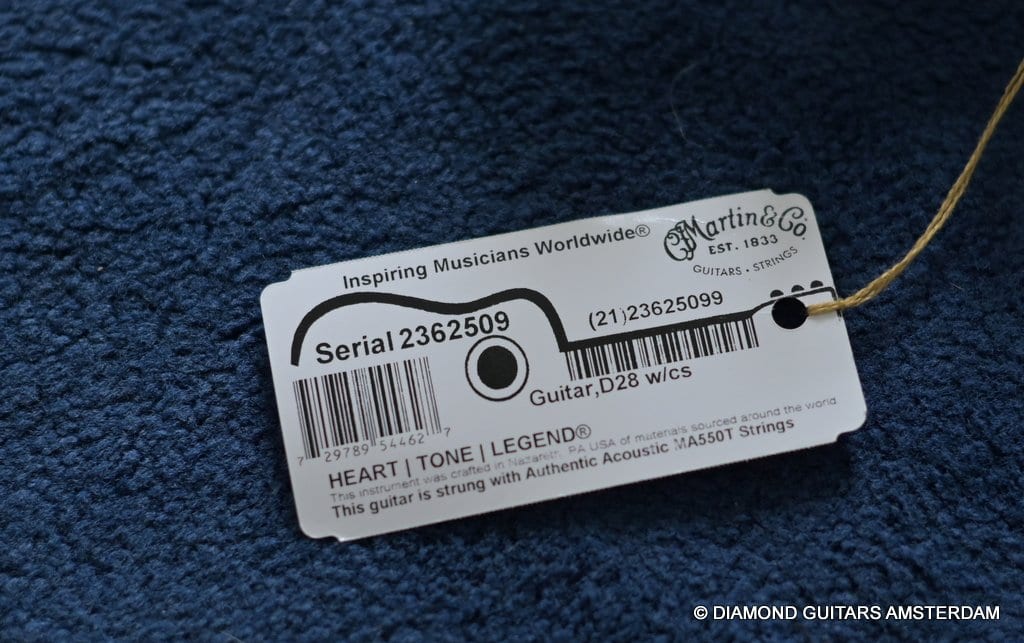 Inspiring Musicians Worldwide®
Martin & Co.
EST. 1833
GUITARS • STRINGS
Serial 2362509
(21)23625099
Guitar,D28 w/cs
7 29789 54462 7
HEART | TONE | LEGEND®
This instrument was crafted in Nazareth, PA USA of materials sourced around the world
This guitar is strung with Authentic Acoustic MA550T Strings
© DIAMOND GUITARS AMSTERDAM